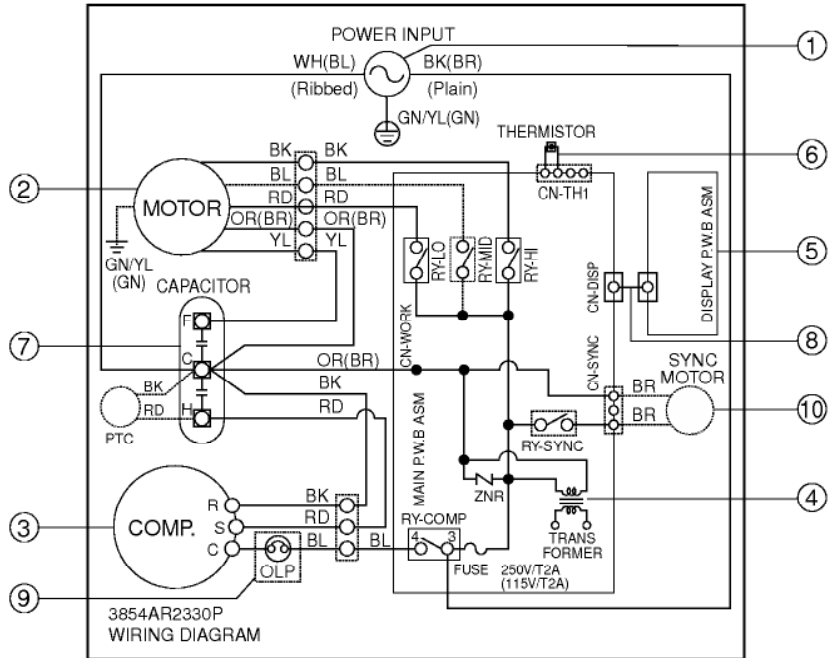 POWER INPUT
1
WH(BL)
BK(BR)
(Ribbed)
(Plain)
GN/YL(GN)
THERMISTOR
6
CN-TH1
BK
BK
BL
BL
RD
RD
OR(BR)
OR(BR)
YL
YL
2
MOTOR
GN/YL
(GN)
RY-LO
RY-MID
RY-HI
CN-DISP
DISPLAY P.W.B ASM
5
8
CAPACITOR
F
C
H
7
BK
RD
PTC
OR(BR)
BK
RD
CN-WORK
MAIN P.W.B ASM
CN-SYNC
SYNC
MOTOR
BR
BR
10
RY-SYNC
ZNR
4
TRANS
FORMER
3
COMP.
R
S
C
BK
RD
BL
BL
OLP
9
RY-COMP
4
3
FUSE
250V/T2A
(115V/T2A)
3854AR2330P
WIRING DIAGRAM